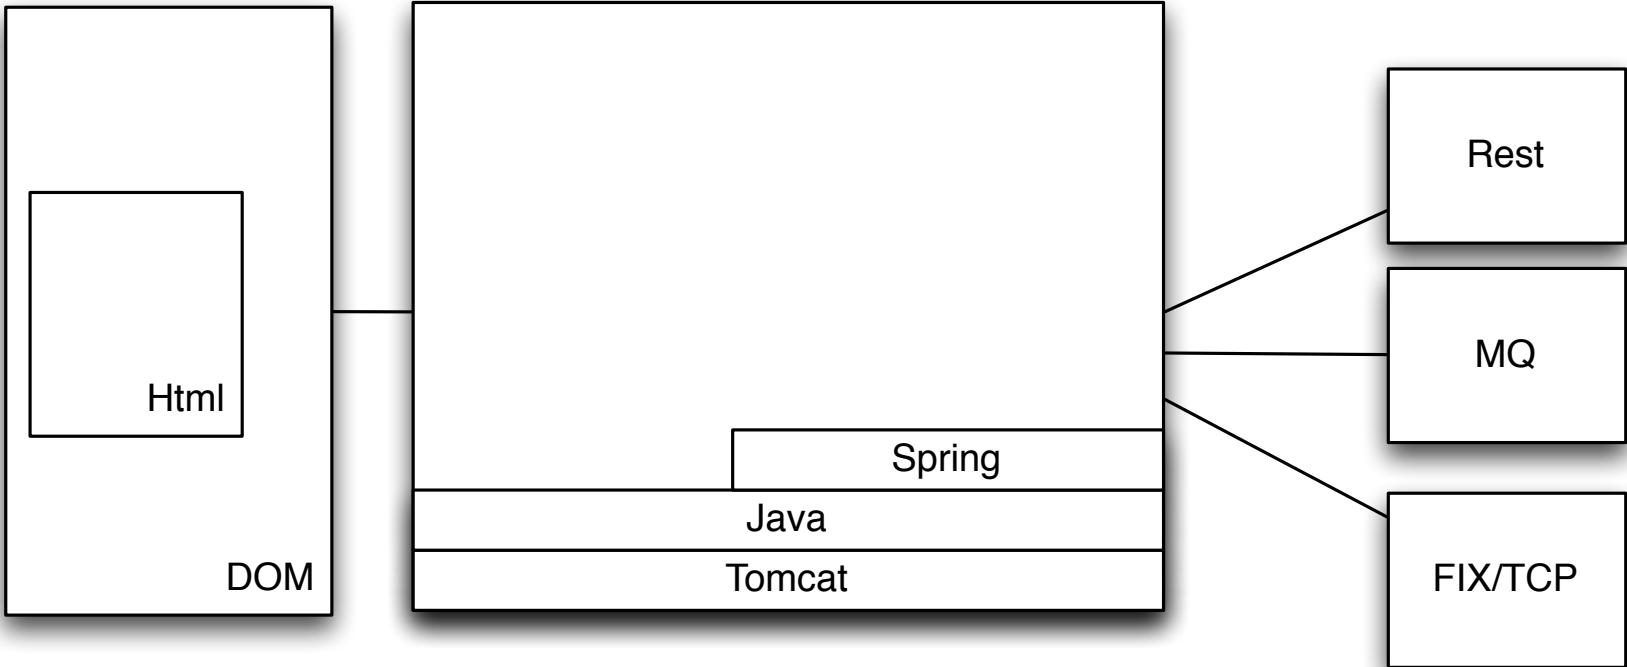 Html
DOM
Spring
Java
Tomcat
Rest
MQ
FIX/TCP